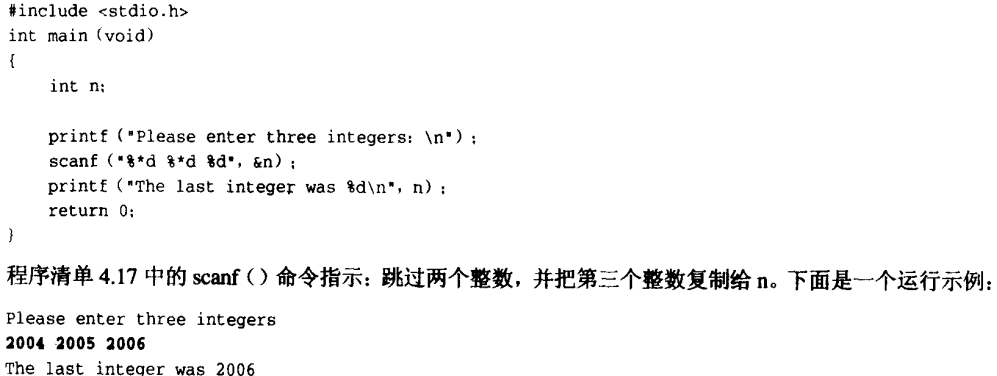 #include <stdio.h>
int main (void)
{
    int n;
    printf ("Please enter three integers: \n");
    scanf ("%*d %*d %d", &n);
    printf ("The last integer was %d\n", n);
    return 0;
}
程序清单 4.17 中的 scanf () 命令指示：跳过两个整数，并把第三个整数复制给 n。下面是一个运行示例：
Please enter three integers
2004 2005 2006
The last integer was 2006